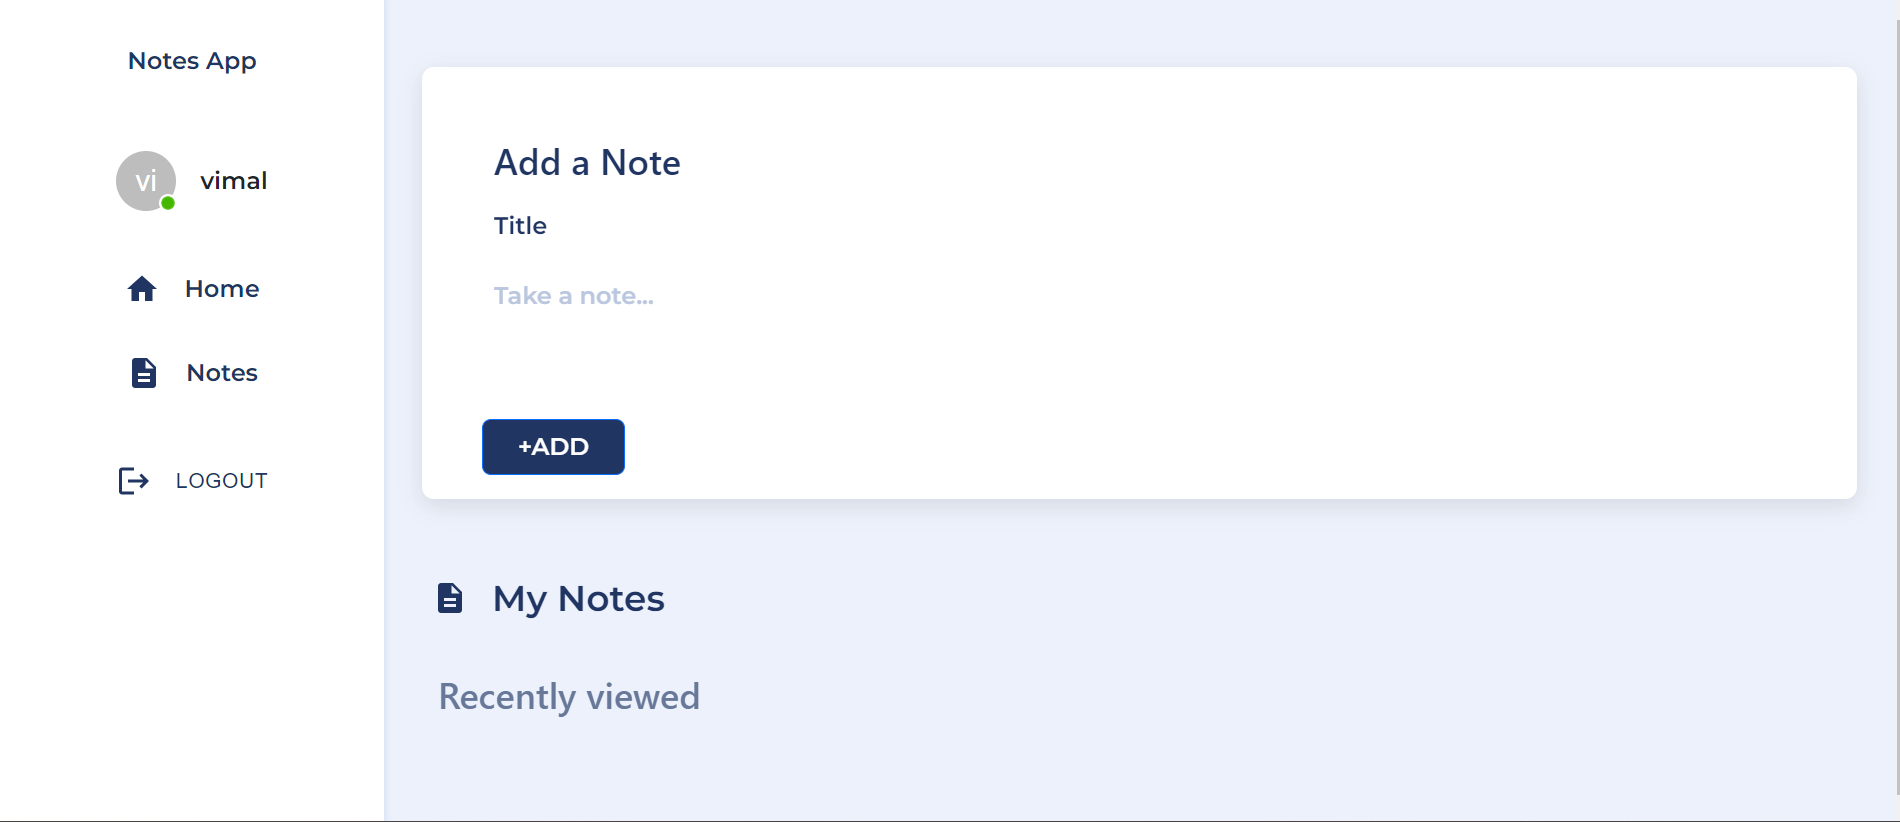 Notes App
vi
vimal
Home
Notes
LOGOUT
Add a Note
Title
Take a note...
+ADD
My Notes
Recently viewed